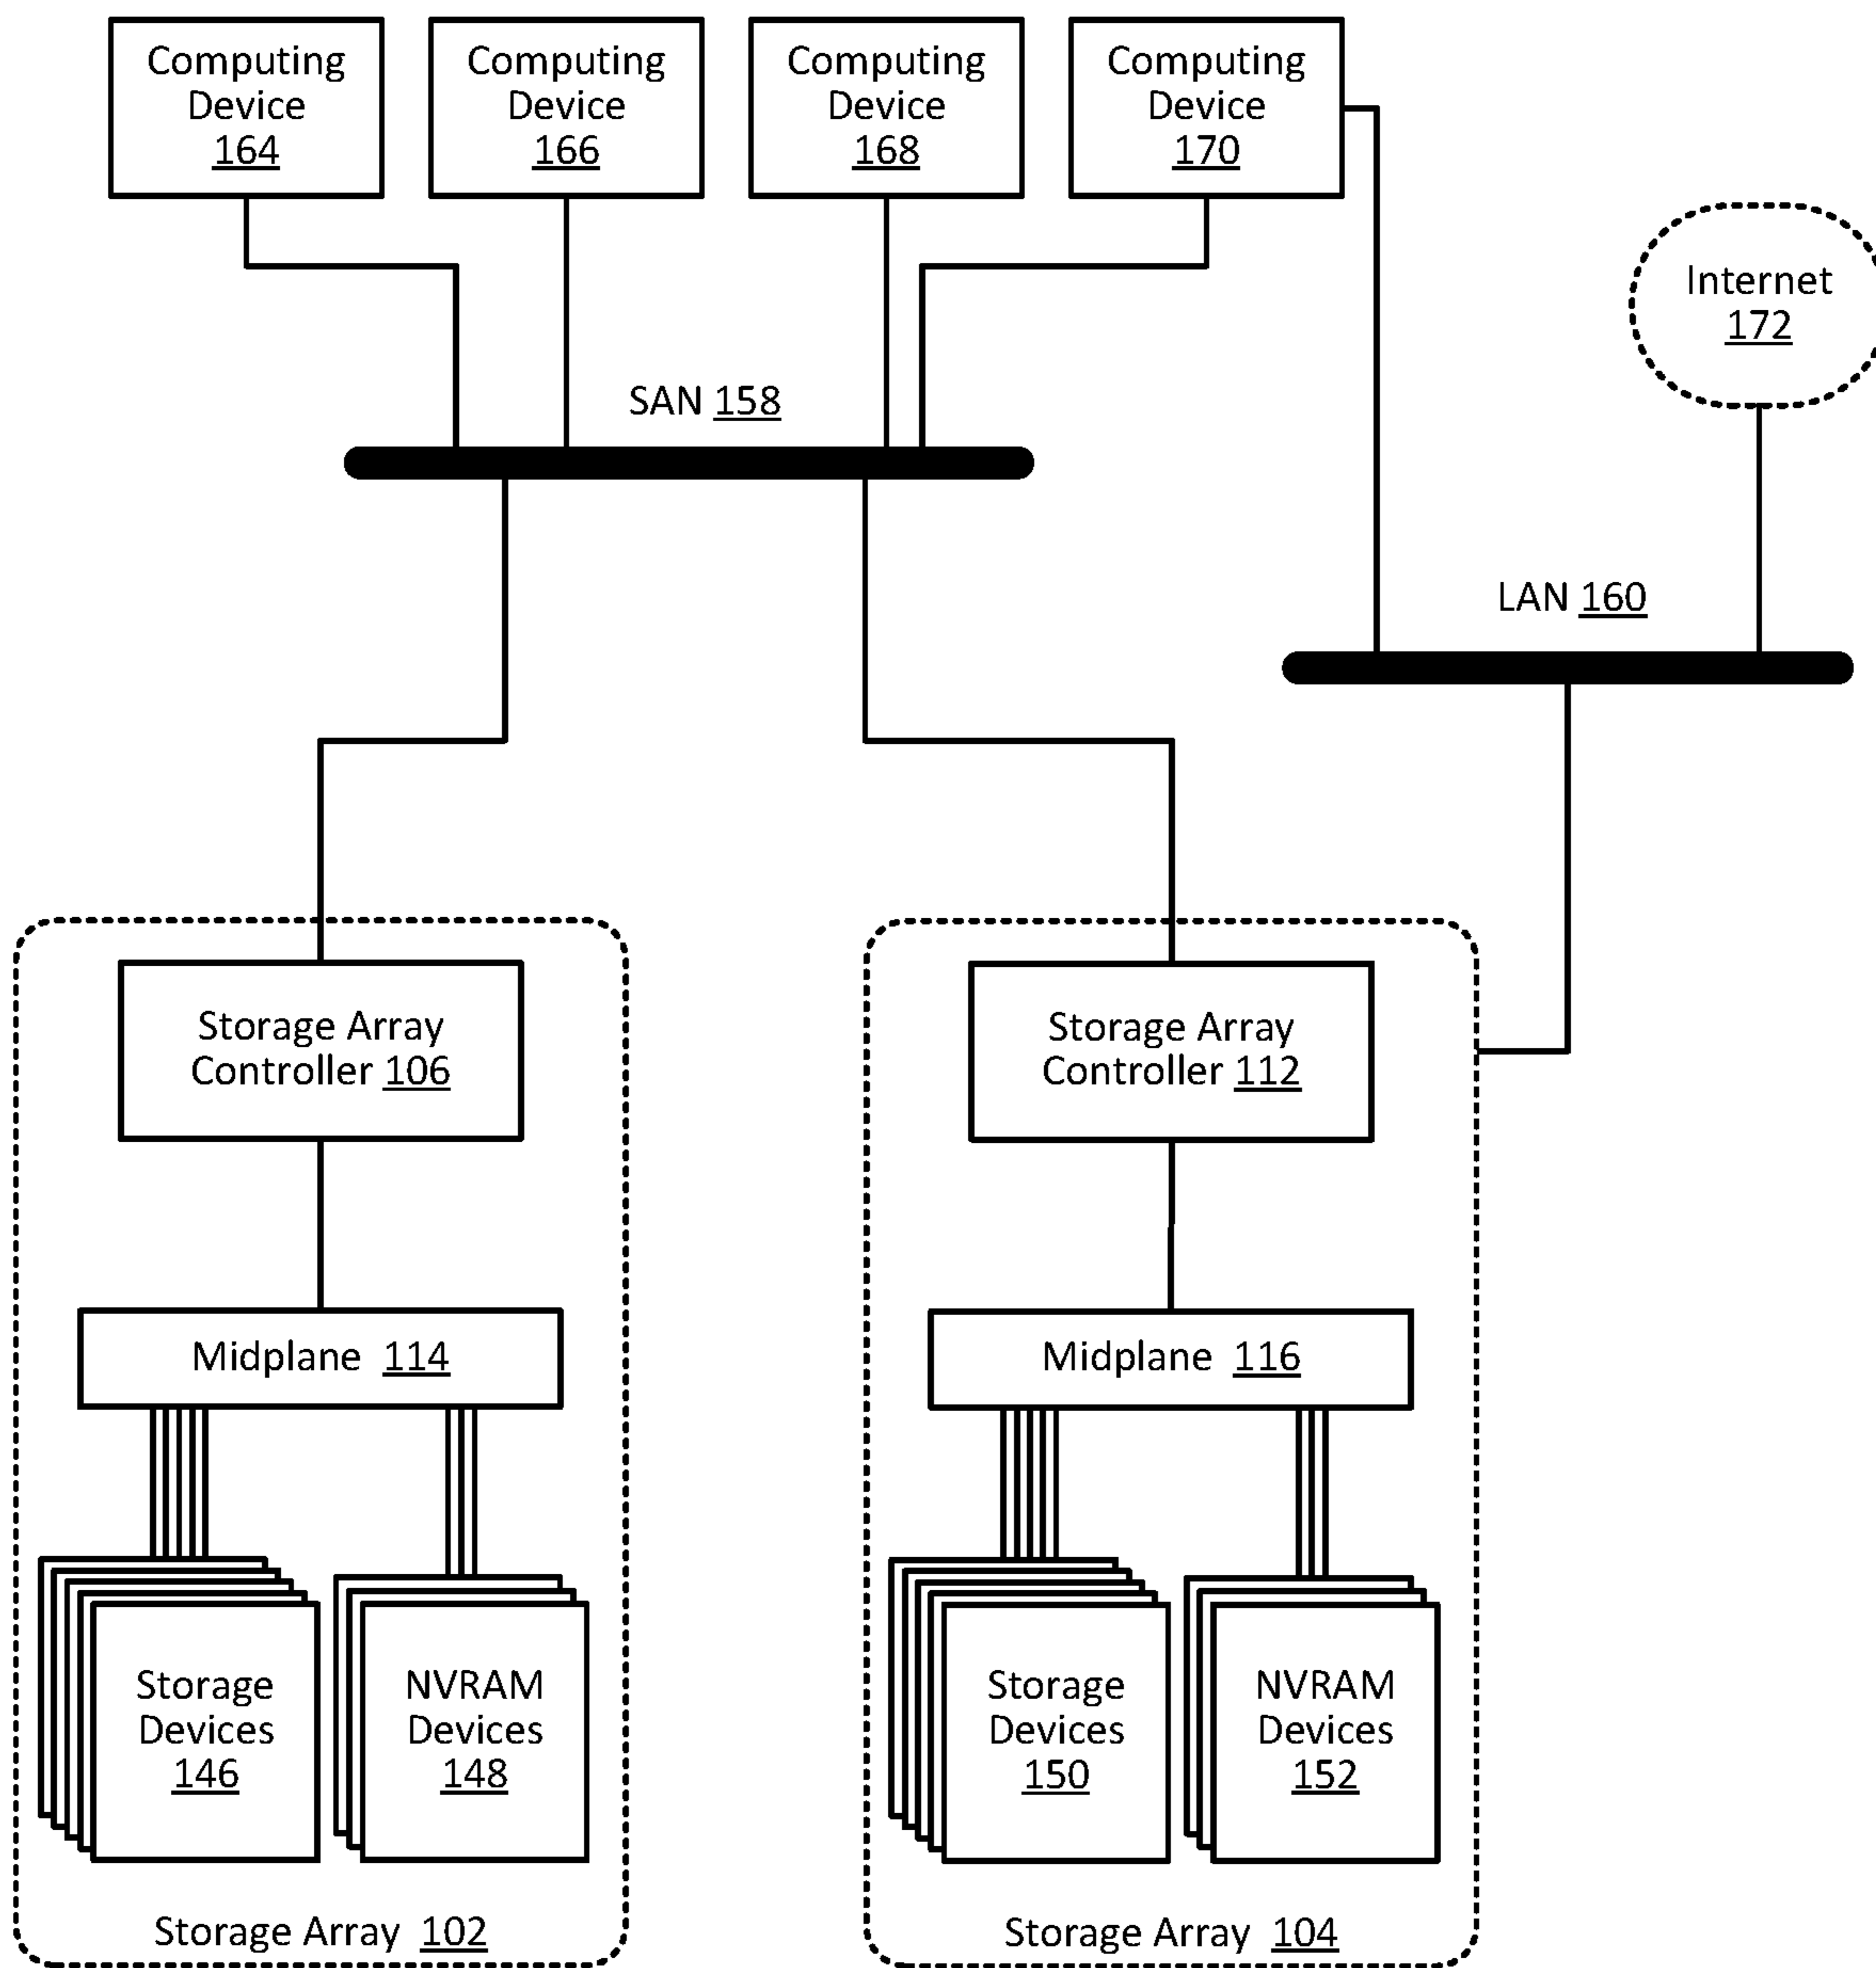 Computing
Device
164
Computing
Device
166
Computing
Device
168
Computing
Device
170
Internet
172
SAN 158
LAN 160
Storage Array
Controller 106
Storage Array
Controller 112
Midplane 114
Midplane 116
Storage
Devices
146
NVRAM
Devices
148
Storage
Devices
150
NVRAM
Devices
152
Storage Array 102
Storage Array 104